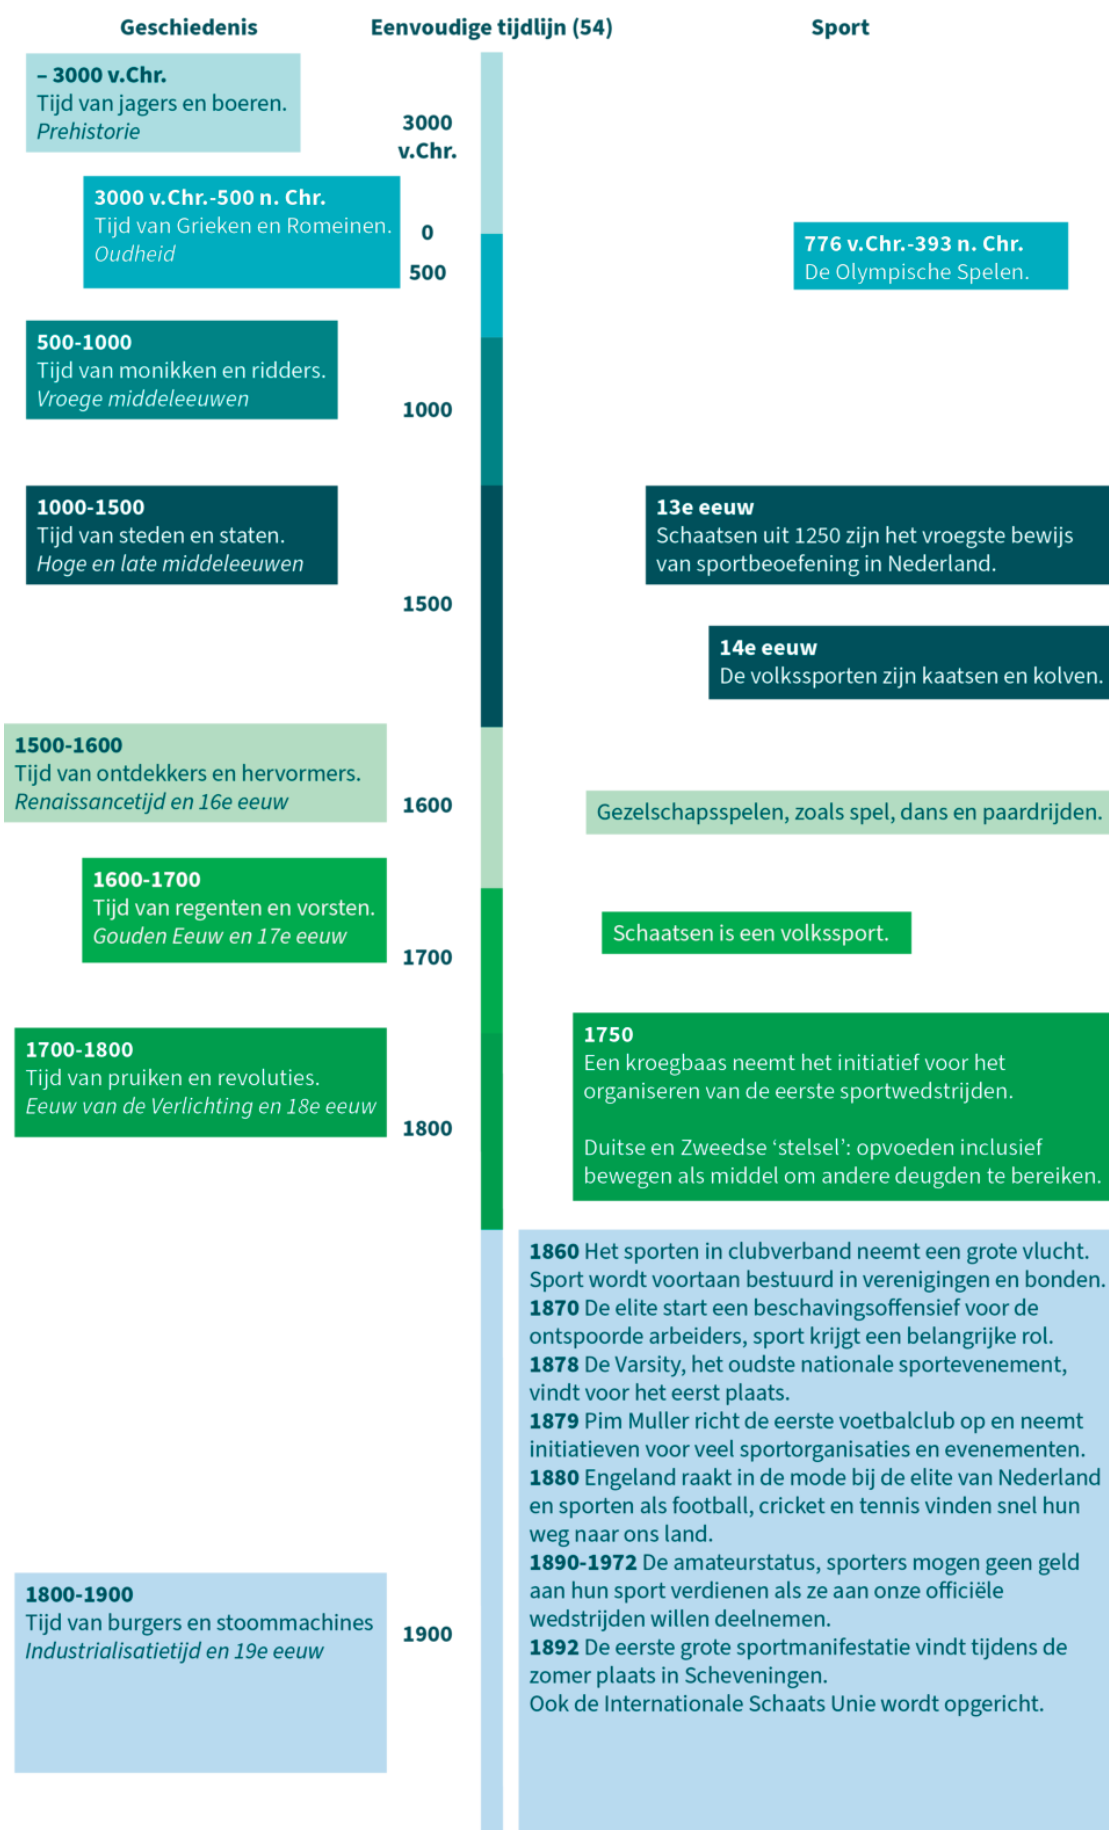 Geschiedenis
Eenvoudige tijdlijn (54)
Sport
– 3000 v.Chr.
Tijd van jagers en boeren.
Prehistorie
3000
v.Chr.
3000 v.Chr.-500 n. Chr.
Tijd van Grieken en Romeinen.
Oudheid
0
500
776 v.Chr.-393 n. Chr.
De Olympische Spelen.
500-1000
Tijd van monikken en ridders.
Vroege middeleeuwen
1000
1000-1500
Tijd van steden en staten.
Hoge en late middeleeuwen
13e eeuw
Schaatsen uit 1250 zijn het vroegste bewijs
van sportbeoefening in Nederland.
1500
14e eeuw
De volkssporten zijn kaatsen en kolven.
1500-1600
Tijd van ontdekkers en hervormers.
Renaissancetijd en 16e eeuw
1600
Gezelschapsspelen, zoals spel, dans en paardrijden.
1600-1700
Tijd van regenten en vorsten.
Gouden Eeuw en 17e eeuw
Schaatsen is een volkssport.
1700
1700-1800
Tijd van pruiken en revoluties.
Eeuw van de Verlichting en 18e eeuw
1800
1750
Een kroegbaas neemt het initiatief voor het
organiseren van de eerste sportwedstrijden.
Duitse en Zweedse ‘stelsel’: opvoeden inclusief
bewegen als middel om andere deugden te bereiken.
1860 Het sporten in clubverband neemt een grote vlucht.
Sport wordt voortaan bestuurd in verenigingen en bonden.
1870 De elite start een beschavingsoffensief voor de
ontspoorde arbeiders, sport krijgt een belangrijke rol.
1878 De Varsity, het oudste nationale sportevenement,
vindt voor het eerst plaats.
1879 Pim Muller richt de eerste voetbalclub op en neemt
initiatieven voor veel sportorganisaties en evenementen.
1880 Engeland raakt in de mode bij de elite van Nederland
en sporten als football, cricket en tennis vinden snel hun
weg naar ons land.
1890-1972 De amateurstatus, sporters mogen geen geld
aan hun sport verdienen als ze aan onze officiële
wedstrijden willen deelnemen.
1892 De eerste grote sportmanifestatie vindt tijdens de
zomer plaats in Scheveningen.
Ook de Internationale Schaats Unie wordt opgericht.
1800-1900
Tijd van burgers en stoommachines
Industrialisatietijd en 19e eeuw
1900